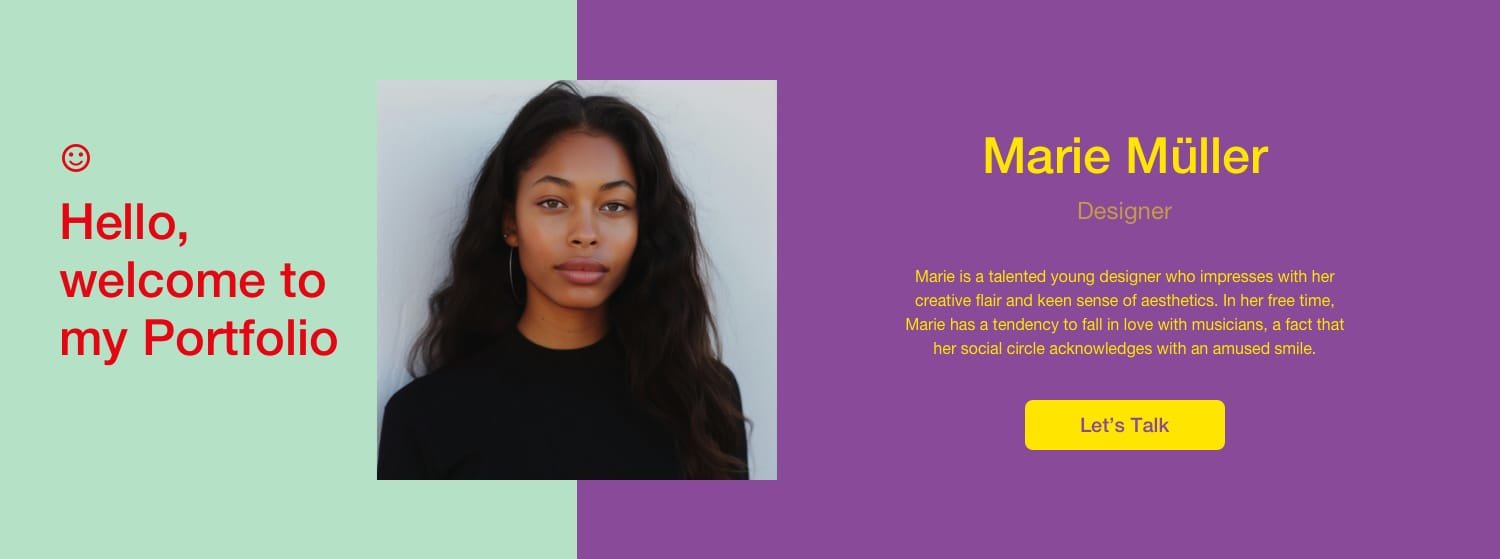 Hello,
welcome to
my Portfolio
Marie Müller
Designer
Marie is a talented young designer who impresses with her
creative flair and keen sense of aesthetics. In her free time,
Marie has a tendency to fall in love with musicians, a fact that
her social circle acknowledges with an amused smile.
Let’s Talk